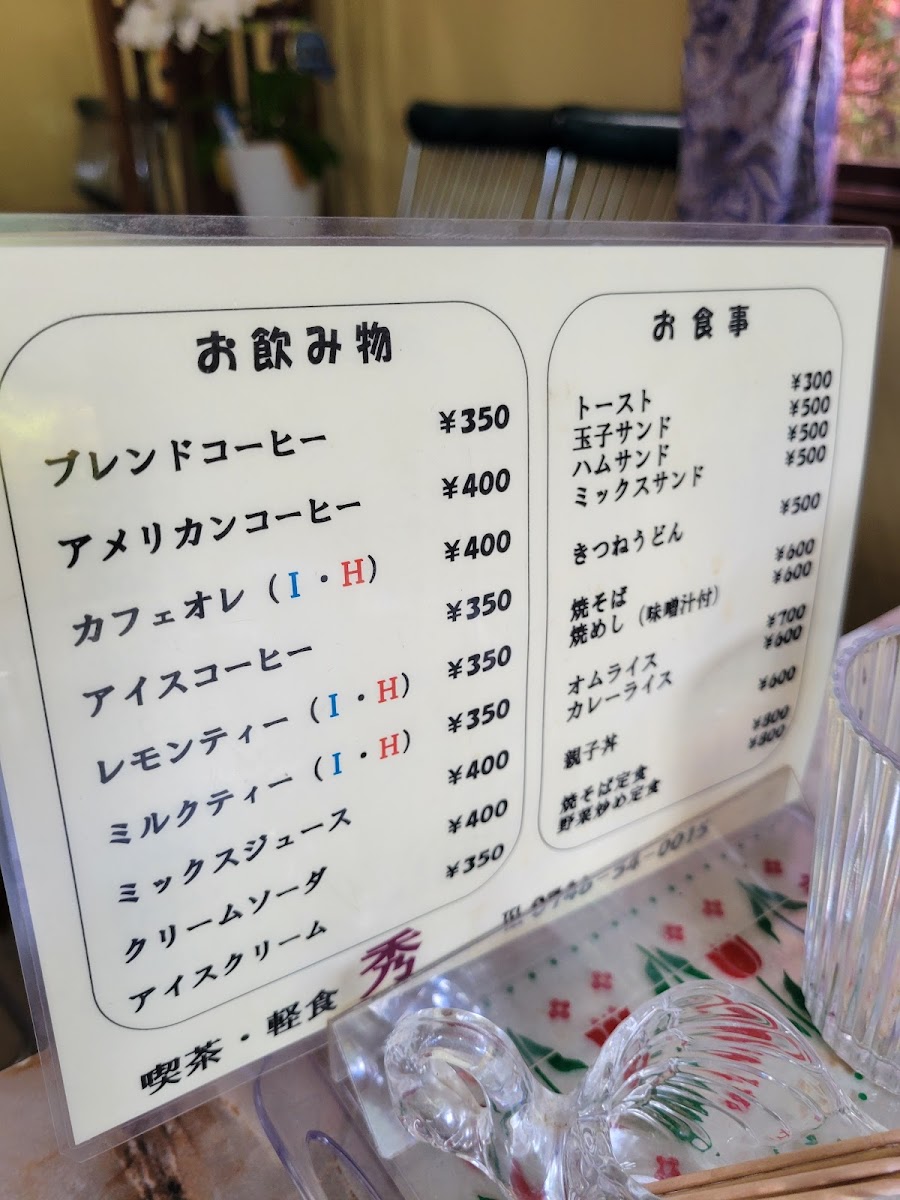 お飲み物
ブレンドコーヒー ¥350
アメリカンコーヒー ¥400
カフェオレ（I・H） ¥400
アイスコーヒー ¥350
レモンティー（I・H） ¥350
ミルクティー（I・H） ¥350
ミックスジュース ¥400
クリームソーダ ¥400
アイスクリーム ¥350
お食事
トースト ¥300
玉子サンド ¥500
ハムサンド ¥500
ミックスサンド ¥500
きつねうどん ¥500
焼そば ¥600
焼めし（味噌汁付） ¥600
オムライス ¥700
カレーライス ¥600
親子丼 ¥600
焼そば定食 ¥800
野菜炒め定食 ¥800
喫茶・軽食 秀
℡ 0746-54-0015